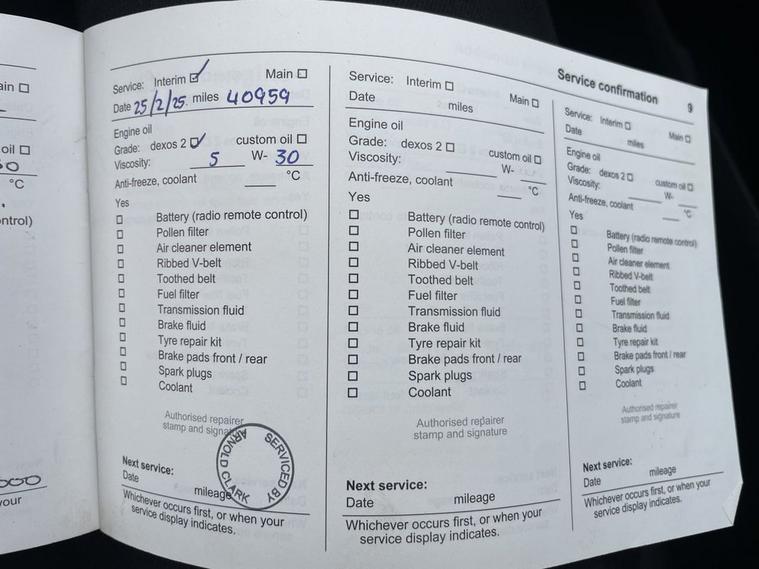 ain
oil
°C
ntrol)
your
Service: Interim Main
Date 25/2/25. miles 40959
Engine oil
Grade: dexos 2 custom oil
Viscosity: 5 W- 30
Anti-freeze, coolant °C
Yes
Battery (radio remote control)
Pollen filter
Air cleaner element
Ribbed V-belt
Toothed belt
Fuel filter
Transmission fluid
Brake fluid
Tyre repair kit
Brake pads front / rear
Spark plugs
Coolant
Authorised repairer
stamp and signature
SERVICED BY
ARNOLD CLARK
Next service:
Date mileage
Whichever occurs first, or when your
service display indicates.
Service: Interim Main
Date miles
Engine oil
Grade: dexos 2 custom oil
Viscosity: W-
Anti-freeze, coolant °C
Yes
Battery (radio remote control)
Pollen filter
Air cleaner element
Ribbed V-belt
Toothed belt
Fuel filter
Transmission fluid
Brake fluid
Tyre repair kit
Brake pads front / rear
Spark plugs
Coolant
Authorised repairer
stamp and signature
Next service:
Date mileage
Whichever occurs first, or when your
service display indicates.
Service confirmation 9
Service: Interim Main
Date miles
Engine oil
Grade: dexos 2 custom oil
Viscosity: W-
Anti-freeze, coolant °C
Yes
Battery (radio remote control)
Pollen filter
Air cleaner element
Ribbed V-belt
Toothed belt
Fuel filter
Transmission fluid
Brake fluid
Tyre repair kit
Brake pads front / rear
Spark plugs
Coolant
Authorised repairer
stamp and signature
Next service:
Date mileage
Whichever occurs first, or when your
service display indicates.